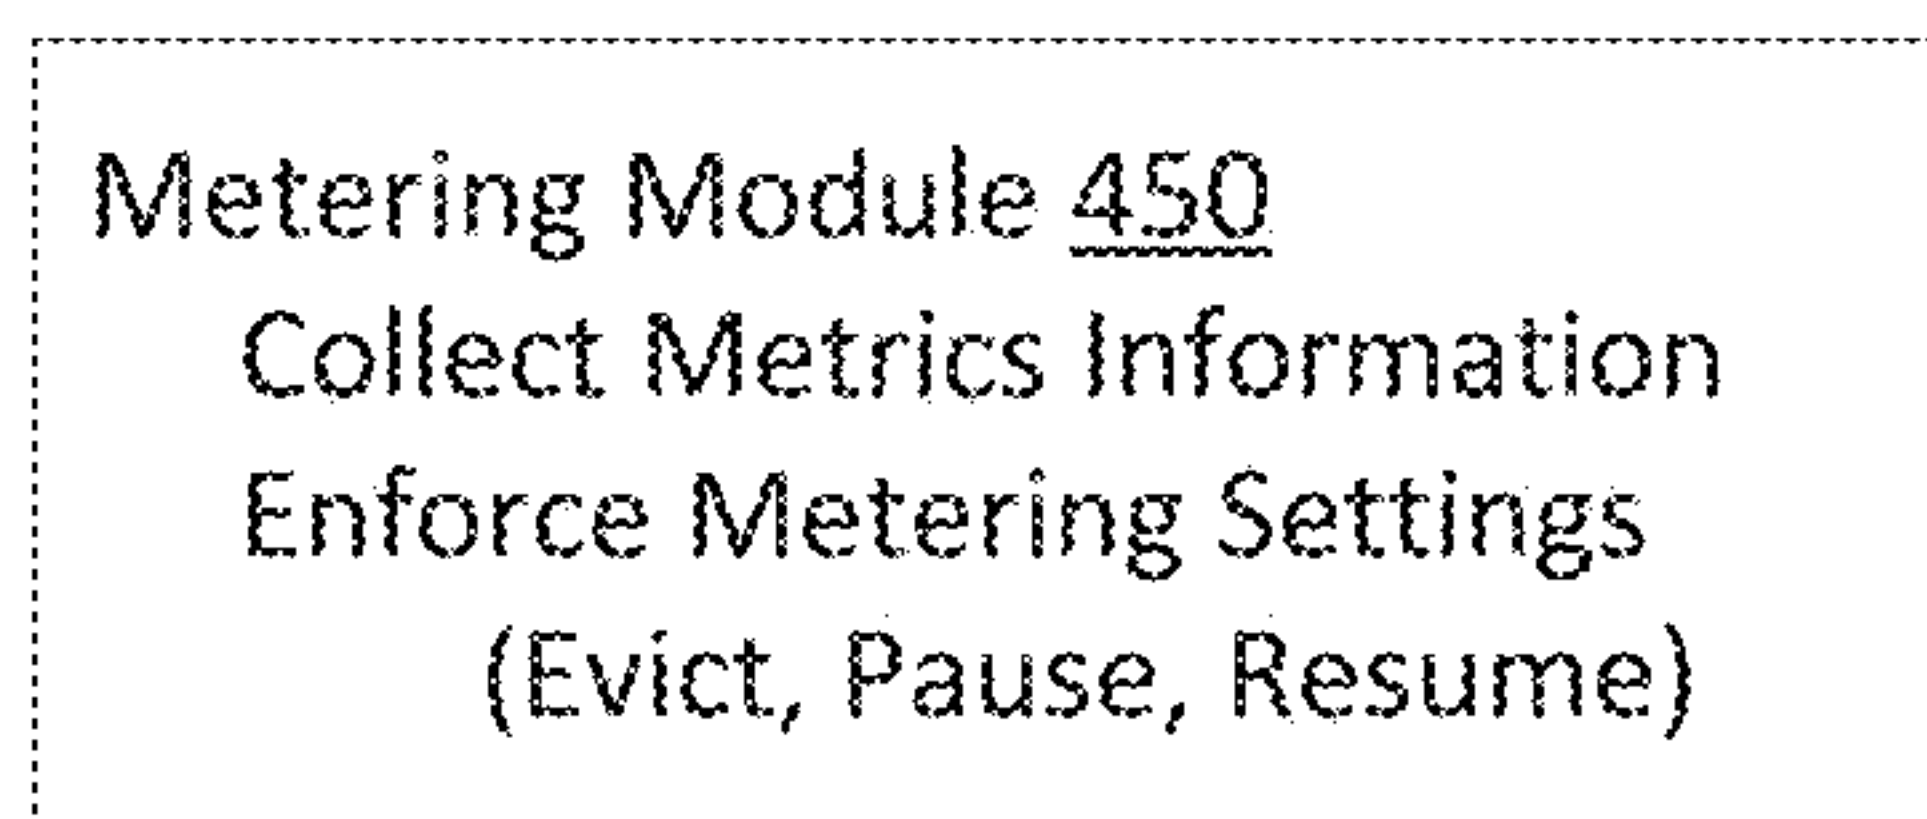 Metering Module 450
Collect Metrics Information
Enforce Metering Settings
(Evict, Pause, Resume)